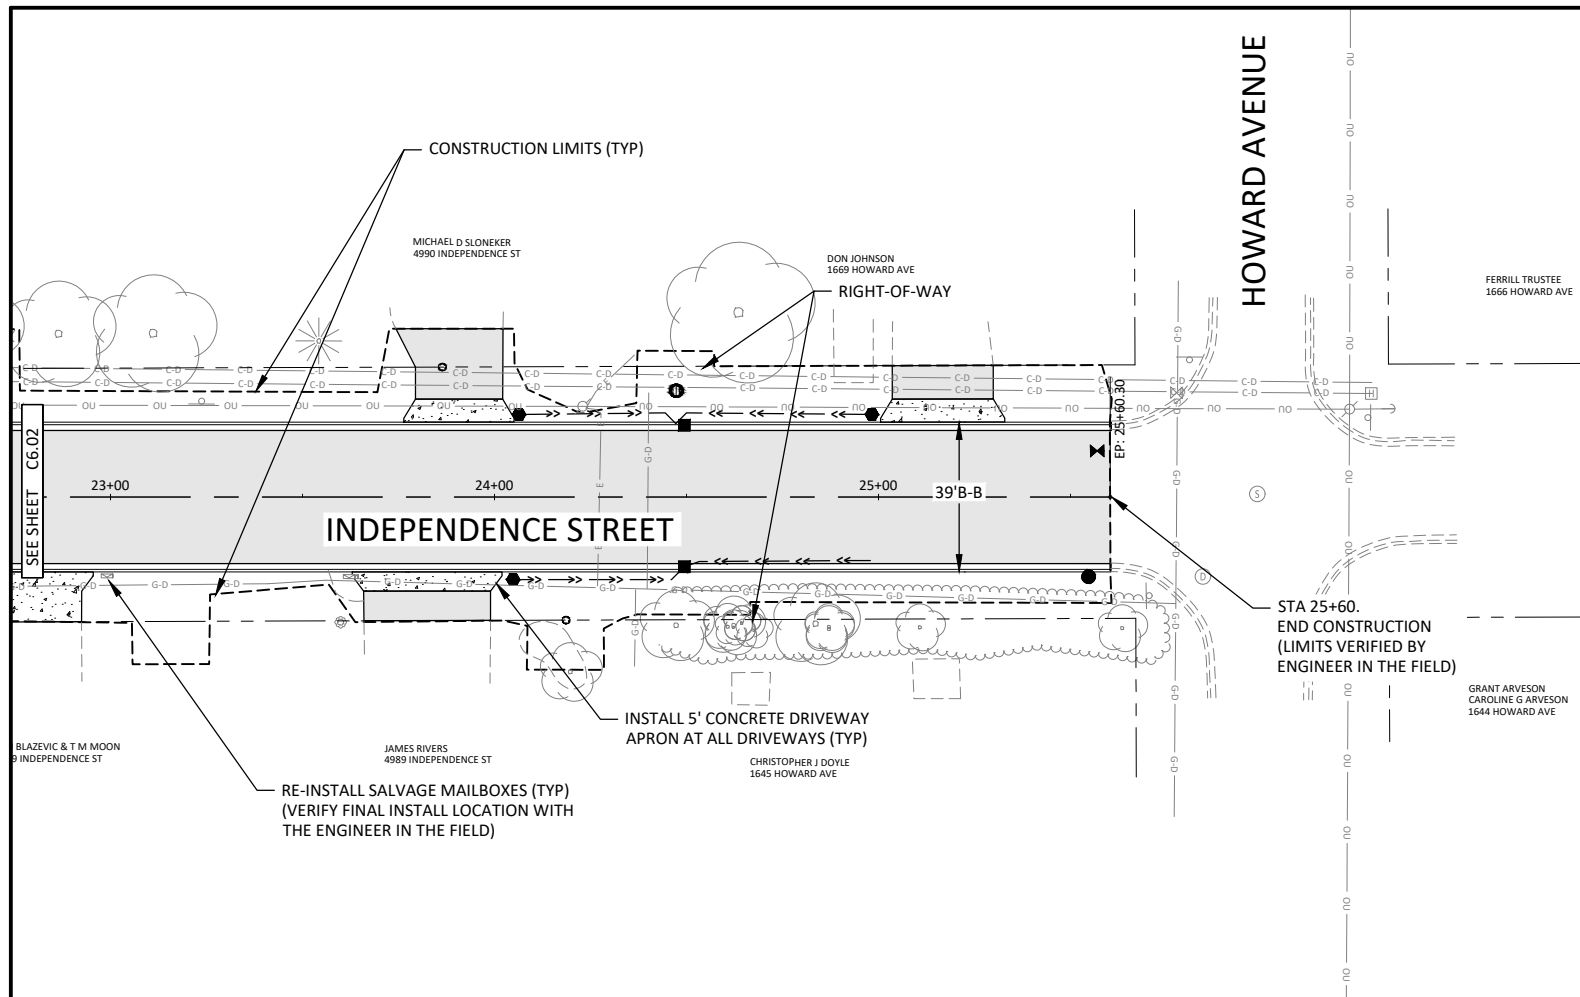 HOWARD AVENUE
CONSTRUCTION LIMITS (TYP)
MICHAEL D SLONEKER
4990 INDEPENDENCE ST
DON JOHNSON
1669 HOWARD AVE
RIGHT-OF-WAY
FERRILL TRUSTEE
1666 HOWARD AVE
SEE SHEET C6.02
23+00
24+00
25+00
39'B-B
EP: 25+60.30
INDEPENDENCE STREET
STA 25+60.
END CONSTRUCTION
(LIMITS VERIFIED BY
ENGINEER IN THE FIELD)
GRANT ARVESON
CAROLINE G ARVESON
1644 HOWARD AVE
INSTALL 5' CONCRETE DRIVEWAY
APRON AT ALL DRIVEWAYS (TYP)
BLAZEVIC & T M MOON
9 INDEPENDENCE ST
JAMES RIVERS
4989 INDEPENDENCE ST
CHRISTOPHER J DOYLE
1645 HOWARD AVE
RE-INSTALL SALVAGE MAILBOXES (TYP)
(VERIFY FINAL INSTALL LOCATION WITH
THE ENGINEER IN THE FIELD)
C-D
G-D
OU
E
S
D
H